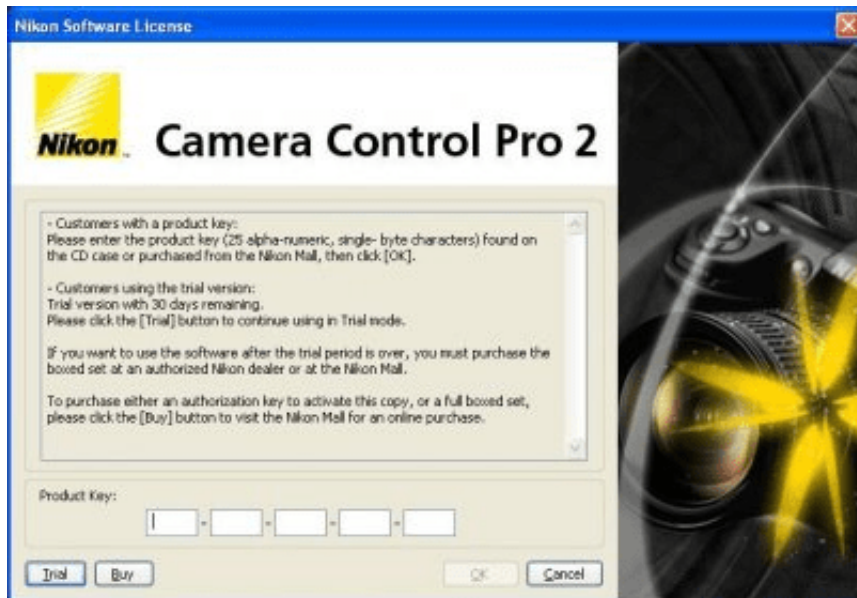 Nikon Software License
Nikon
Camera Control Pro 2
- Customers with a product key:
Please enter the product key (25 alpha-numeric, single- byte characters) found on
the CD case or purchased from the Nikon Mall, then click [OK].
- Customers using the trial version:
Trial version with 30 days remaining.
Please click the [Trial] button to continue using in Trial mode.
If you want to use the software after the trial period is over, you must purchase the
boxed set at an authorized Nikon dealer or at the Nikon Mall.
To purchase either an authorization key to activate this copy, or a full boxed set,
please click the [Buy] button to visit the Nikon Mall for an online purchase.
Product Key:
- - - -
Trial Buy OK Cancel